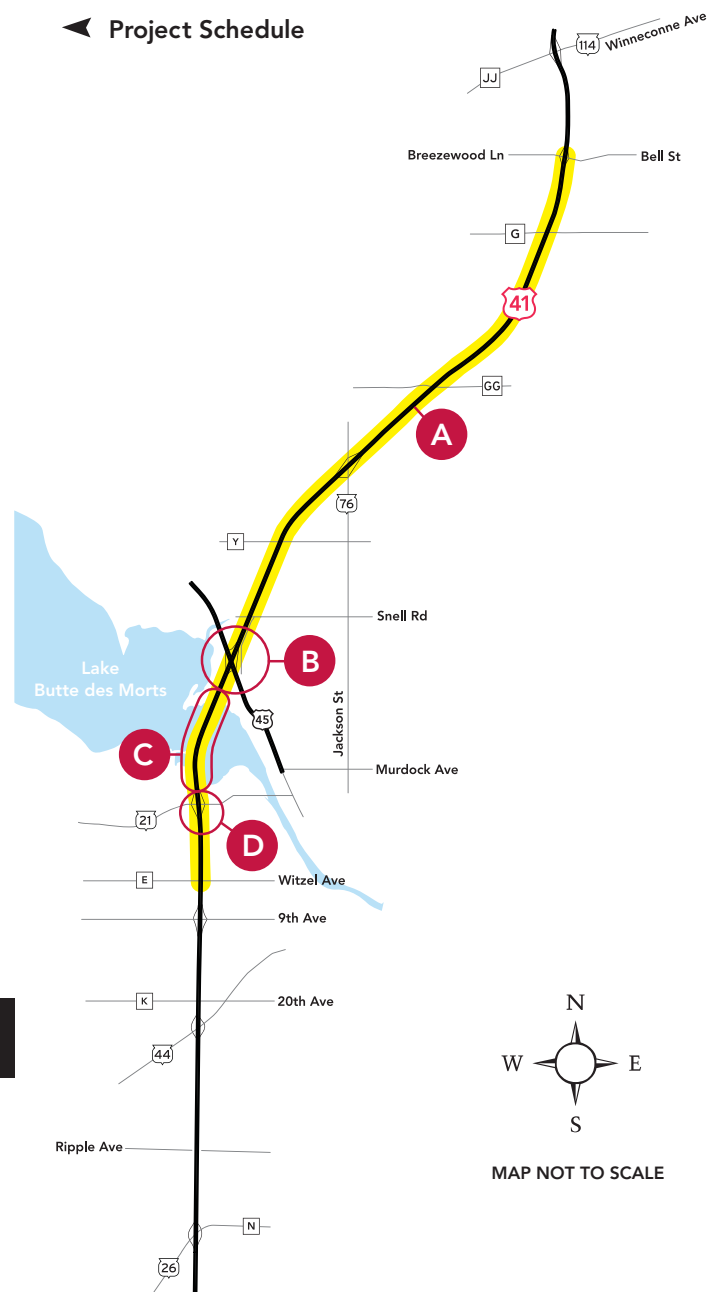 Project Schedule
114
Winneconne Ave
JJ
Breezewood Ln
Bell St
G
41
GG
A
76
Y
Snell Rd
B
Lake
Butte des Morts
Jackson St
45
C
Murdock Ave
21
D
E
Witzel Ave
9th Ave
K
20th Ave
44
N
W
E
S
Ripple Ave
MAP NOT TO SCALE
N
26